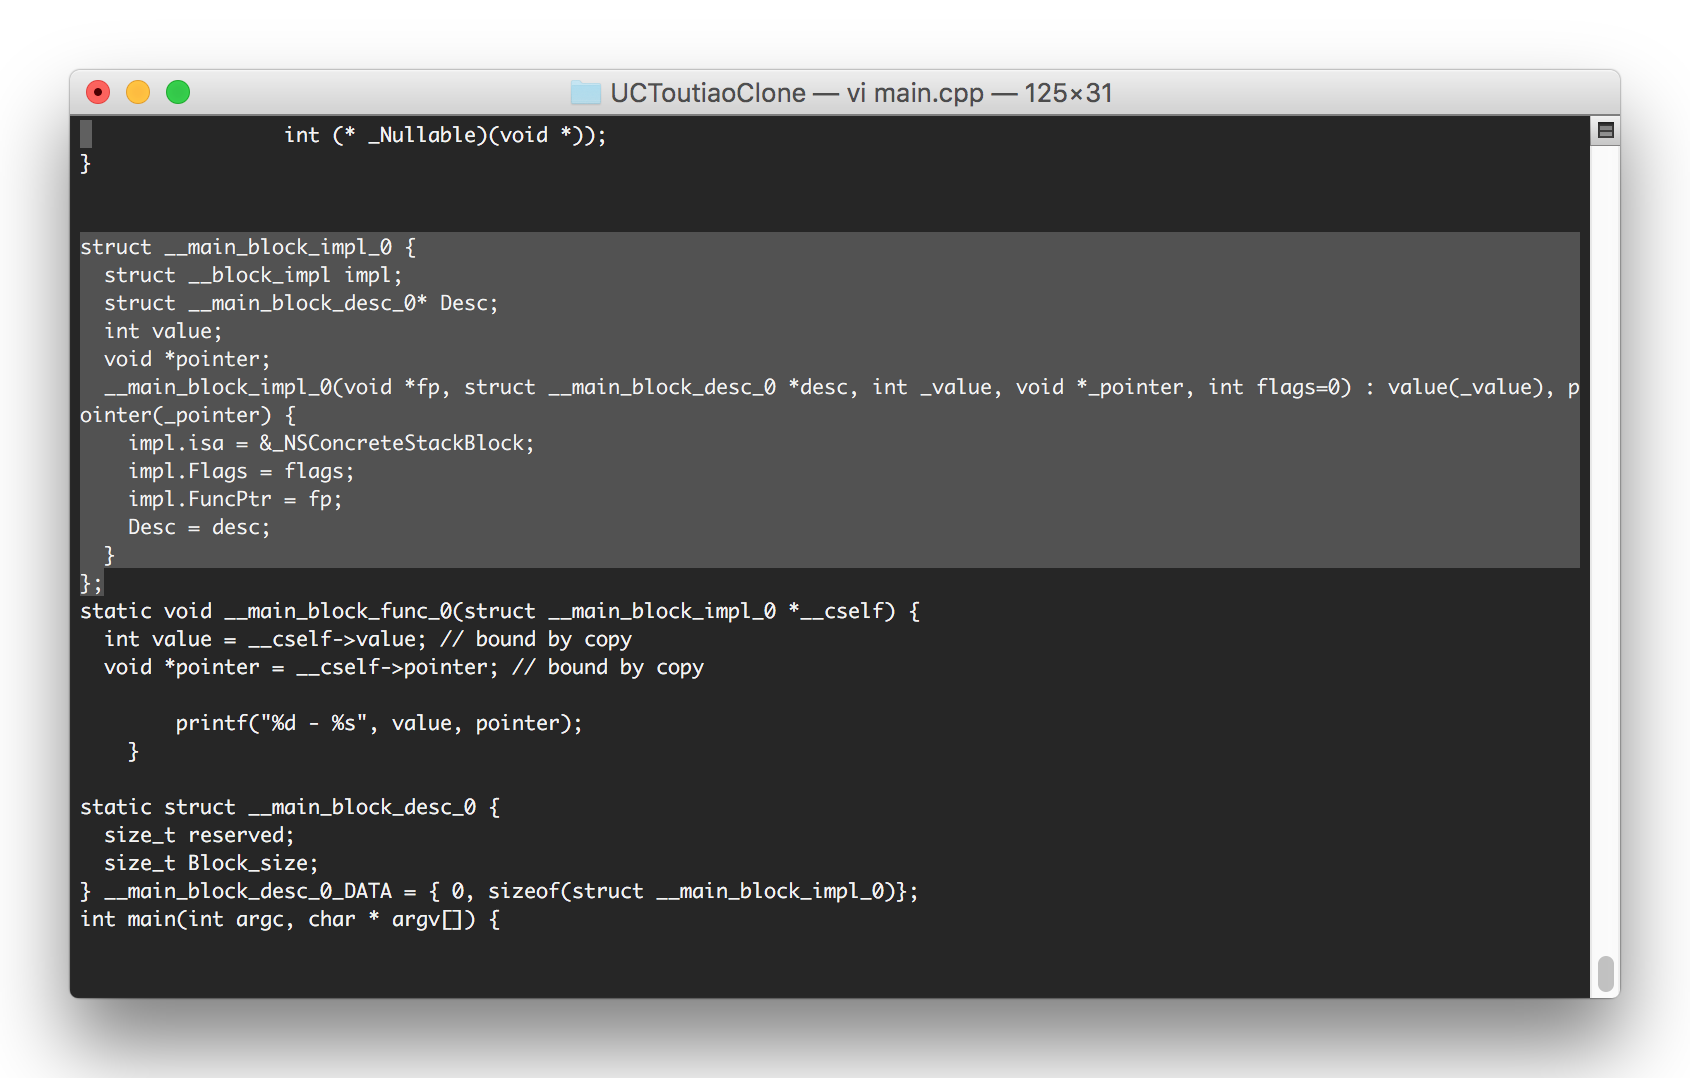 UCToutiaoClone — vi main.cpp — 125×31
                 int (* _Nullable)(void *));
}
struct __main_block_impl_0 {
  struct __block_impl impl;
  struct __main_block_desc_0* Desc;
  int value;
  void *pointer;
  __main_block_impl_0(void *fp, struct __main_block_desc_0 *desc, int _value, void *_pointer, int flags=0) : value(_value), p
ointer(_pointer) {
    impl.isa = &_NSConcreteStackBlock;
    impl.Flags = flags;
    impl.FuncPtr = fp;
    Desc = desc;
  }
};
static void __main_block_func_0(struct __main_block_impl_0 *__cself) {
  int value = __cself->value; // bound by copy
  void *pointer = __cself->pointer; // bound by copy
        printf("%d - %s", value, pointer);
    }
static struct __main_block_desc_0 {
  size_t reserved;
  size_t Block_size;
} __main_block_desc_0_DATA = { 0, sizeof(struct __main_block_impl_0)};
int main(int argc, char * argv[]) {